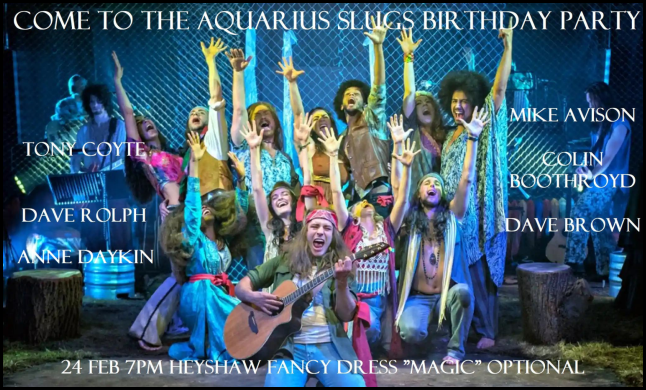 COME TO THE AQUARIUS SLUGS BIRTHDAY PARTY
TONY COYTE
DAVE ROLPH
ANNE DAYKIN
MIKE AVISON
COLIN
BOOTHROYD
DAVE BROWN
24 FEB 7PM HEYSHAW FANCY DRESS "MAGIC" OPTIONAL